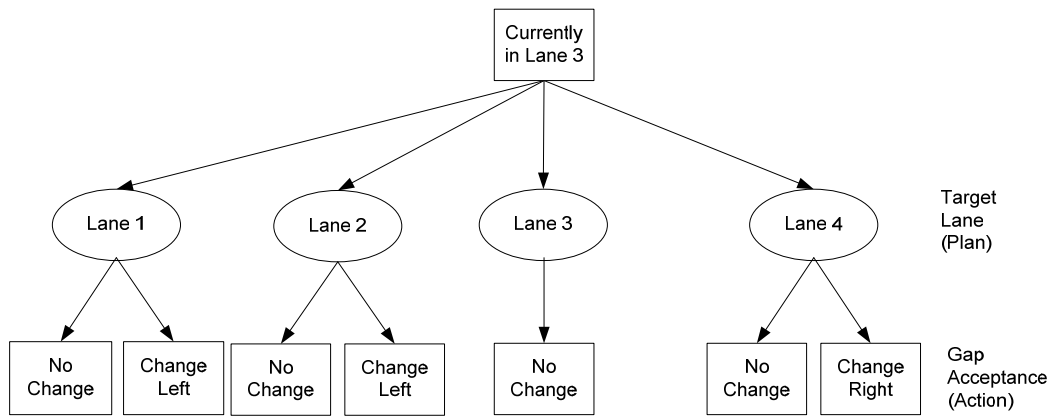 Currently
in Lane 3
Lane 1
Lane 2
Lane 3
Lane 4
Target
Lane
(Plan)
No
Change
Change
Left
No
Change
Change
Left
No
Change
No
Change
Change
Right
Gap
Acceptance
(Action)